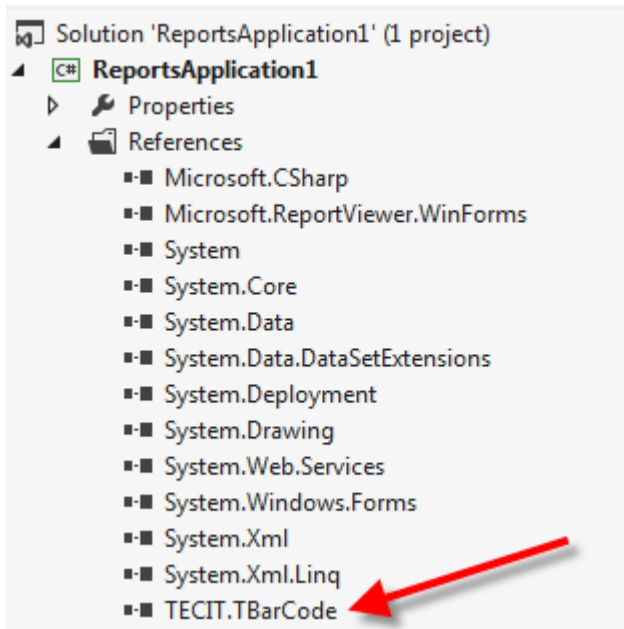 Solution 'ReportsApplication1' (1 project)
C# ReportsApplication1
Properties
References
Microsoft.CSharp
Microsoft.ReportViewer.WinForms
System
System.Core
System.Data
System.Data.DataSetExtensions
System.Deployment
System.Drawing
System.Web.Services
System.Windows.Forms
System.Xml
System.Xml.Linq
TECIT.TBarCode